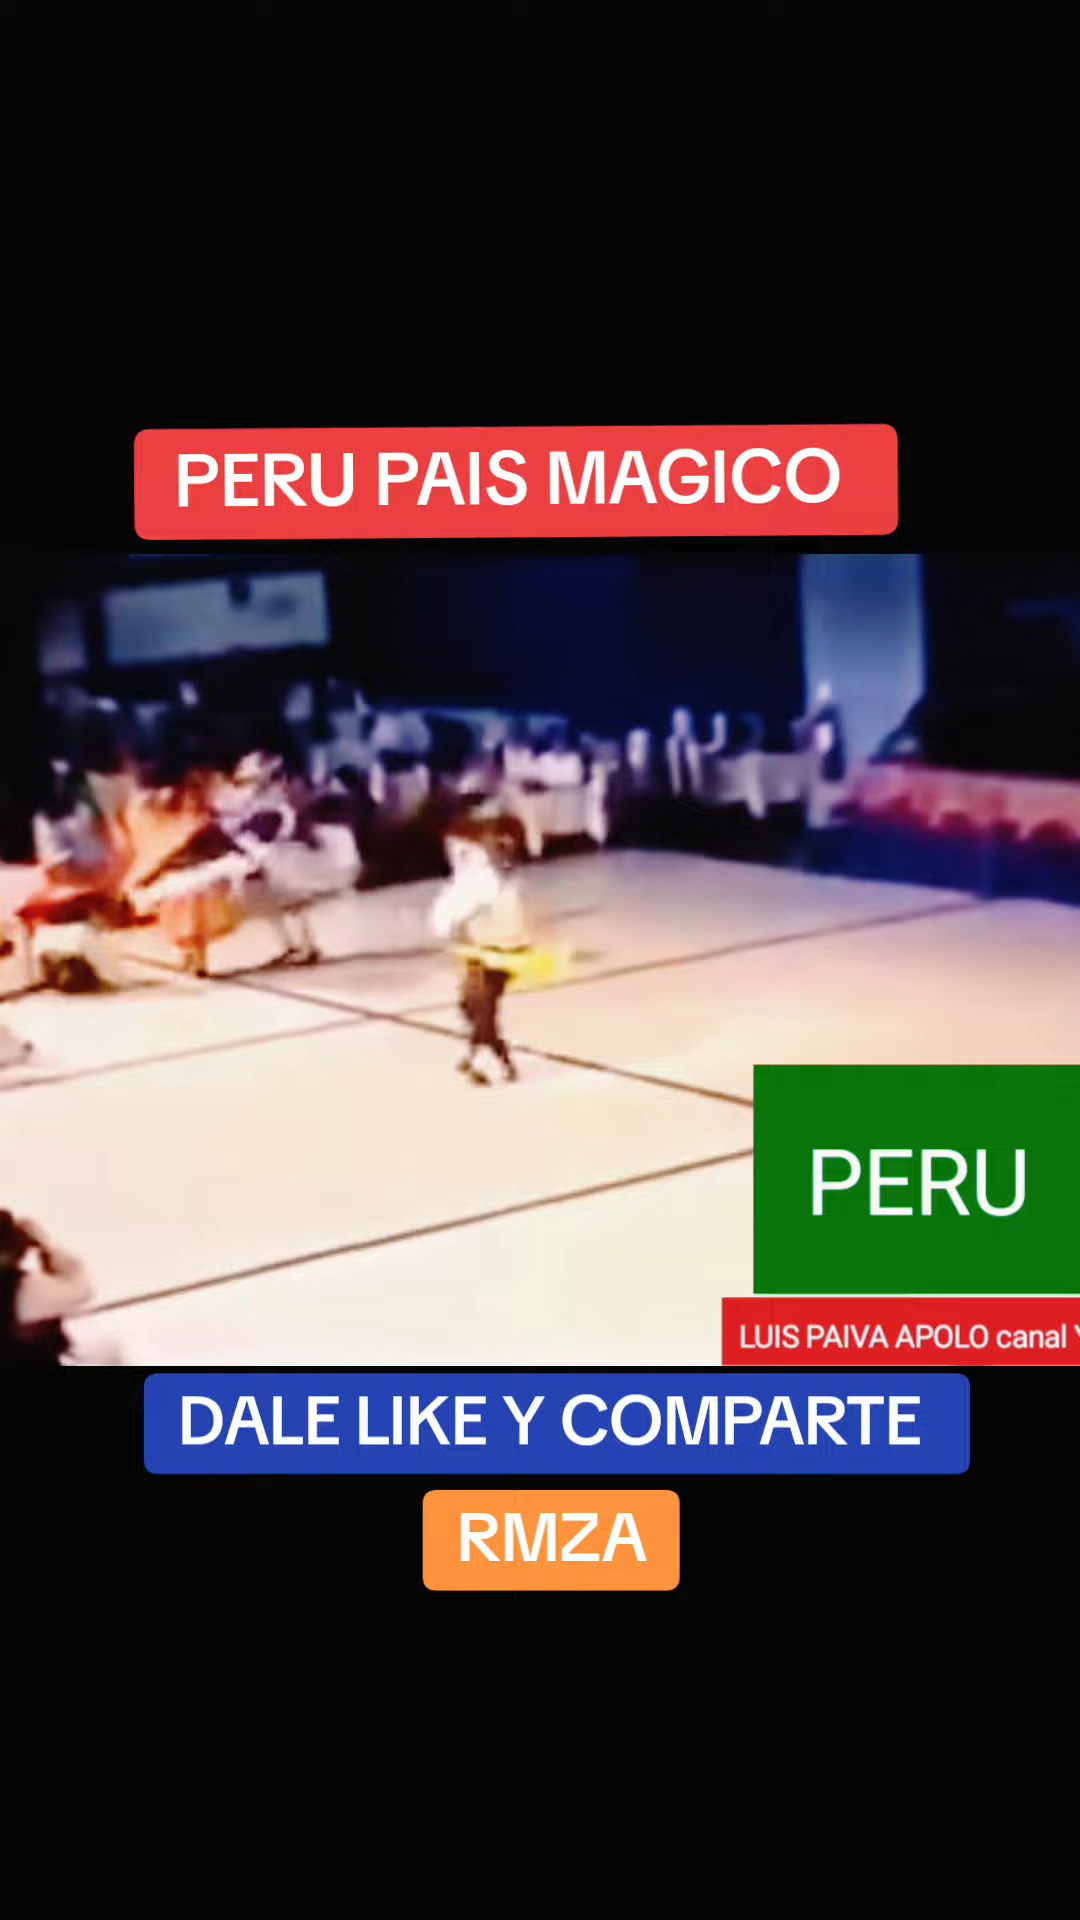 PERU PAIS MAGICO
PERU
LUIS PAIVA APOLO canal
DALE LIKE Y COMPARTE
RMZA